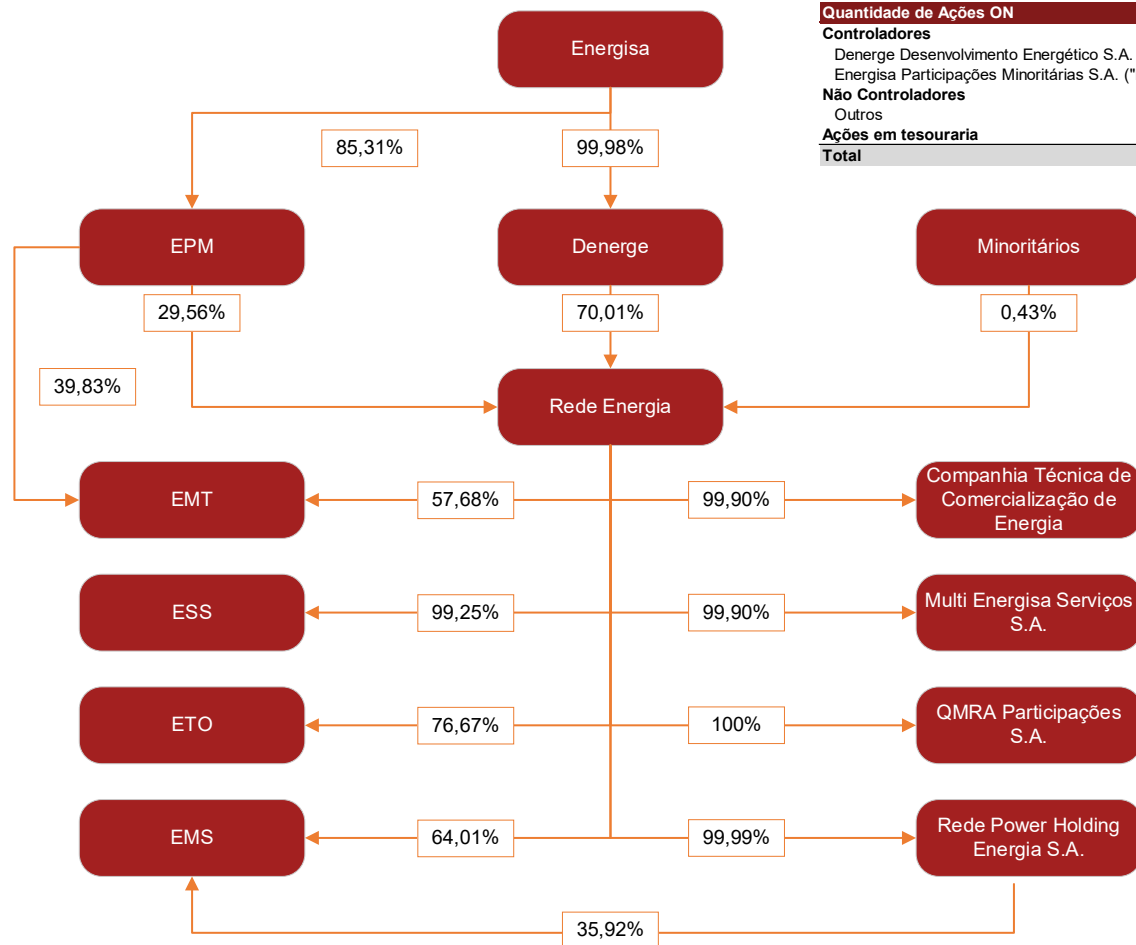 Energisa
Quantidade de Ações ON
Controladores
Denerge Desenvolvimento Energético S.A.
Energisa Participações Minoritárias S.A. ("
Não Controladores
Outros
Ações em tesouraria
Total
85,31%
99,98%
EPM
Denerge
Minoritários
29,56%
70,01%
0,43%
39,83%
Rede Energia
EMT
57,68%
99,90%
Companhia Técnica de
Comercialização de
Energia
ESS
99,25%
99,90%
Multi Energisa Serviços
S.A.
ETO
76,67%
100%
QMRA Participações
S.A.
EMS
64,01%
99,99%
Rede Power Holding
Energia S.A.
35,92%